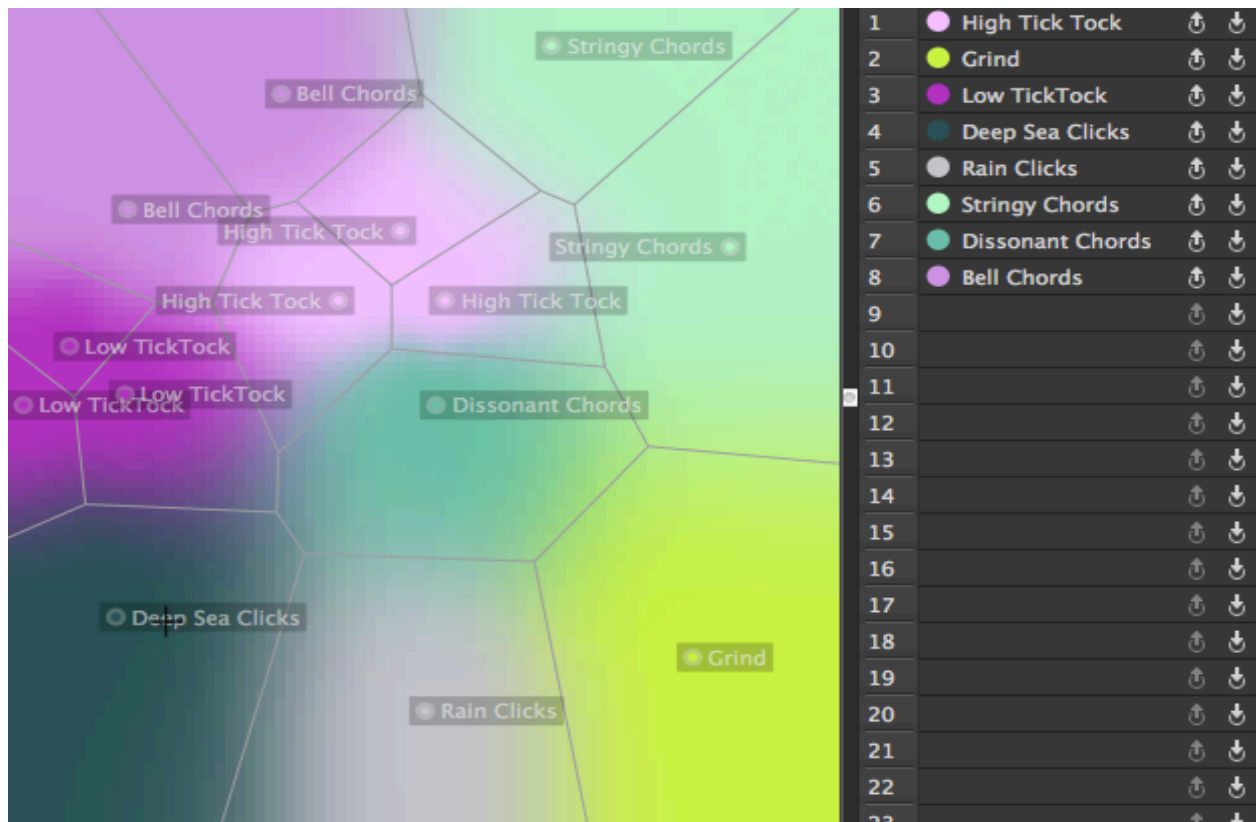 Stringy Chords
Bell Chords
Bell Chords
High Tick Tock
Stringy Chords
High Tick Tock
High Tick Tock
Low TickTock
Low TickTock
Low TickTock
Dissonant Chords
Deep Sea Clicks
Grind
Rain Clicks
1 High Tick Tock
2 Grind
3 Low TickTock
4 Deep Sea Clicks
5 Rain Clicks
6 Stringy Chords
7 Dissonant Chords
8 Bell Chords
9
10
11
12
13
14
15
16
17
18
19
20
21
22
23